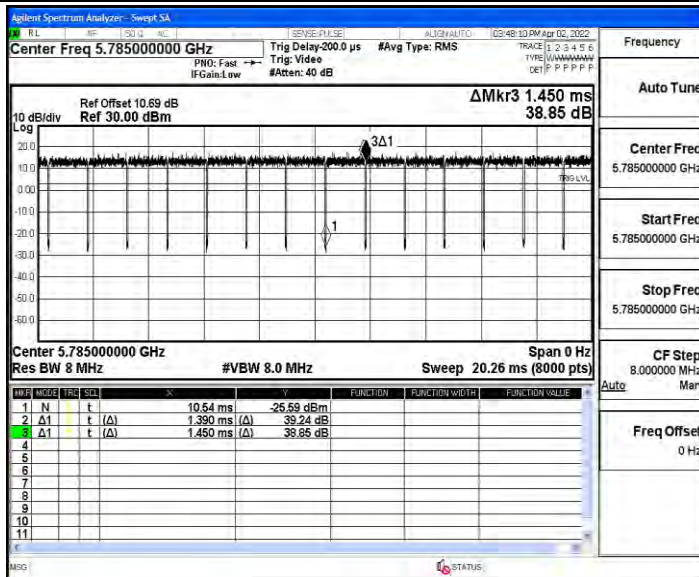 Agilent Spectrum Analyzer - Swept SA
RL RF 50 Ω AC SENSE:PULSE ALIGN AUTO 03:48:10 PM Apr 02, 2022
Center Freq 5.785000000 GHz
PNO: Fast
IFGain:Low
Trig Delay-200.0 µs
Trig: Video
#Atten: 40 dB
#Avg Type: RMS
TRACE 1 2 3 4 5 6
TYPE
DET P P P P P P
Ref Offset 10.69 dB
Ref 30.00 dBm
10 dB/div
Log
ΔMkr3 1.450 ms
38.85 dB
20.0
10.0
0.00
-10.0
-20.0
-30.0
-40.0
-50.0
-60.0
3Δ1
TRIG LVL
1
Center 5.785000000 GHz
Span 0 Hz
Res BW 8 MHz
#VBW 8.0 MHz
Sweep 20.26 ms (8000 pts)
MKR MODE TRC SCL X Y FUNCTION FUNCTION WIDTH FUNCTION VALUE
1 N t 10.54 ms -25.59 dBm
2 Δ1 t (Δ) 1.390 ms (Δ) 39.24 dB
3 Δ1 t (Δ) 1.450 ms (Δ) 38.85 dB
4
5
6
7
8
9
10
11
MSG
STATUS
Frequency
Auto Tune
Center Freq
5.785000000 GHz
Start Freq
5.785000000 GHz
Stop Freq
5.785000000 GHz
CF Step
8.000000 MHz
Auto Man
Freq Offset
0 Hz